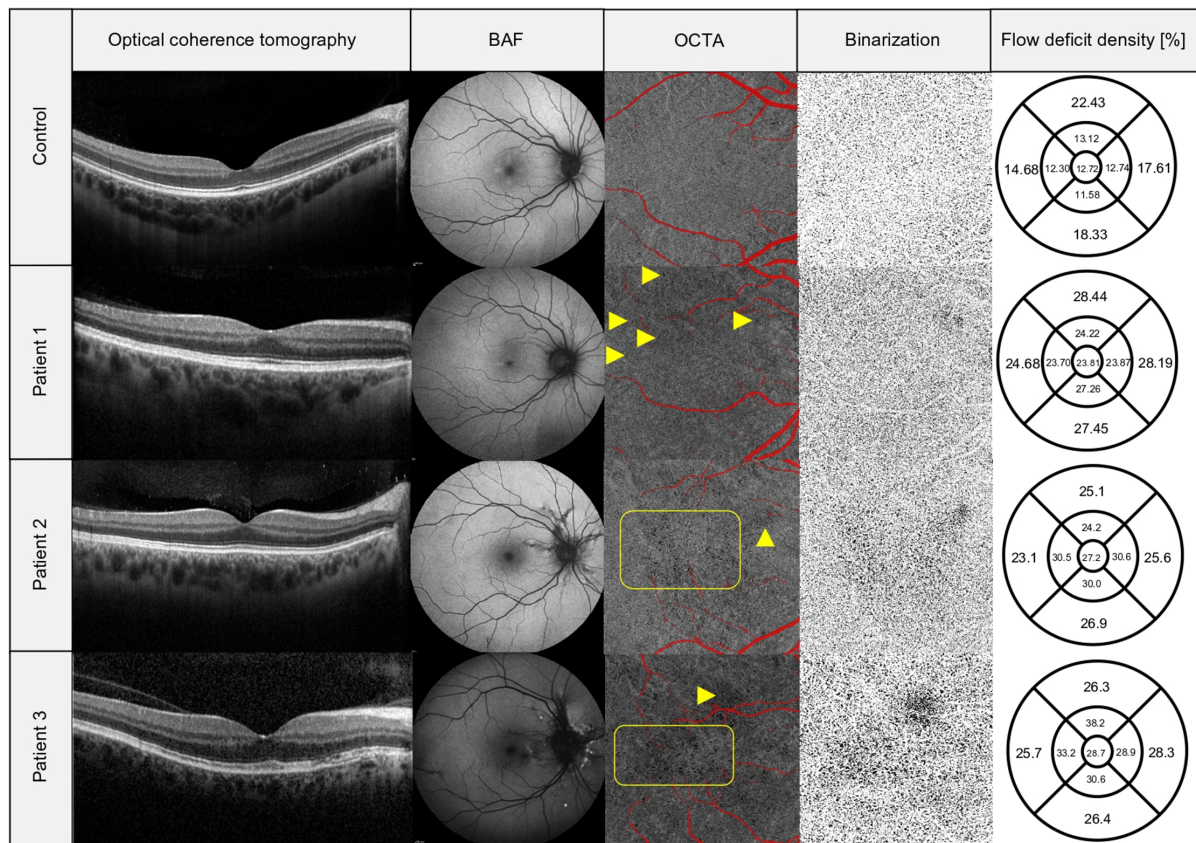 Optical coherence tomography BAF OCTA Binarization Flow deficit density [%]
Control
22.43
13.12
14.68 12.30 12.72 12.74 17.61
11.58
18.33
Patient 1
28.44
24.22
24.68 23.70 23.81 23.87 28.19
27.26
27.45
Patient 2
25.1
24.2
23.1 30.5 27.2 30.6 25.6
30.0
26.9
Patient 3
26.3
38.2
25.7 33.2 28.7 28.9 28.3
30.6
26.4